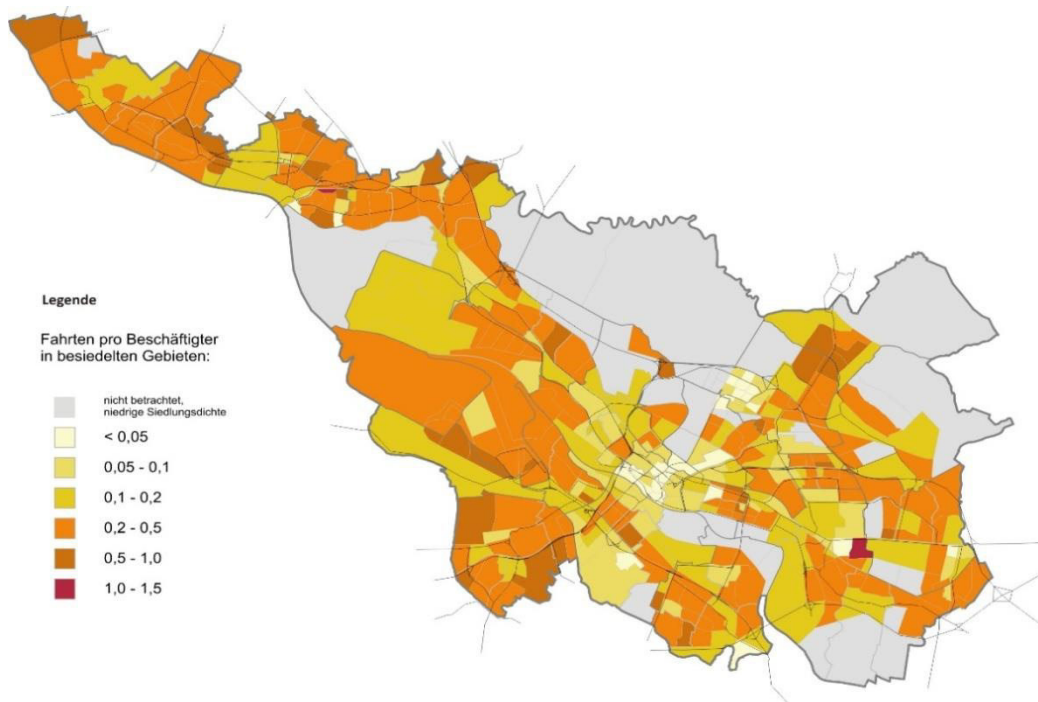 Legende
Fahrten pro Beschäftigter
in besiedelten Gebieten:
nicht betrachtet,
niedrige Siedlungsdichte
< 0,05
0,05 - 0,1
0,1 - 0,2
0,2 - 0,5
0,5 - 1,0
1,0 - 1,5